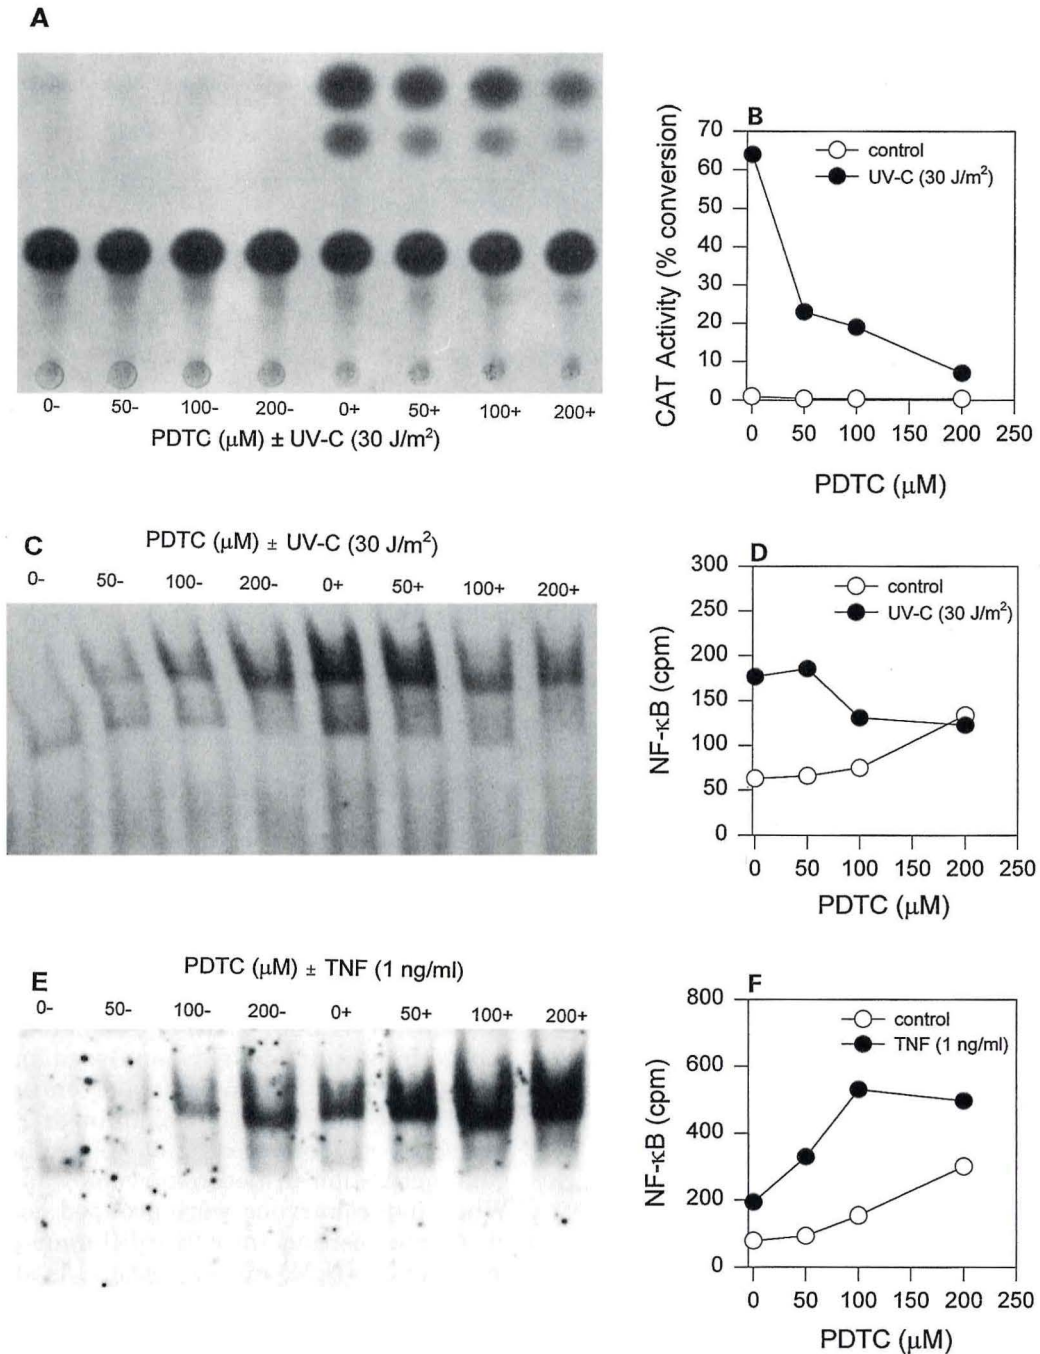 A
0- 50- 100- 200- 0+ 50+ 100+ 200+
PDTC (μM) ± UV-C (30 J/m²)
B
CAT Activity (% conversion)
70
60
50
40
30
20
10
0
control
UV-C (30 J/m²)
0 50 100 150 200 250
PDTC (μM)
C
PDTC (μM) ± UV-C (30 J/m²)
0- 50- 100- 200- 0+ 50+ 100+ 200+
D
NF-κB (cpm)
300
250
200
150
100
50
0
control
UV-C (30 J/m²)
0 50 100 150 200 250
PDTC (μM)
E
PDTC (μM) ± TNF (1 ng/ml)
0- 50- 100- 200- 0+ 50+ 100+ 200+
F
NF-κB (cpm)
800
600
400
200
0
control
TNF (1 ng/ml)
0 50 100 150 200 250
PDTC (μM)